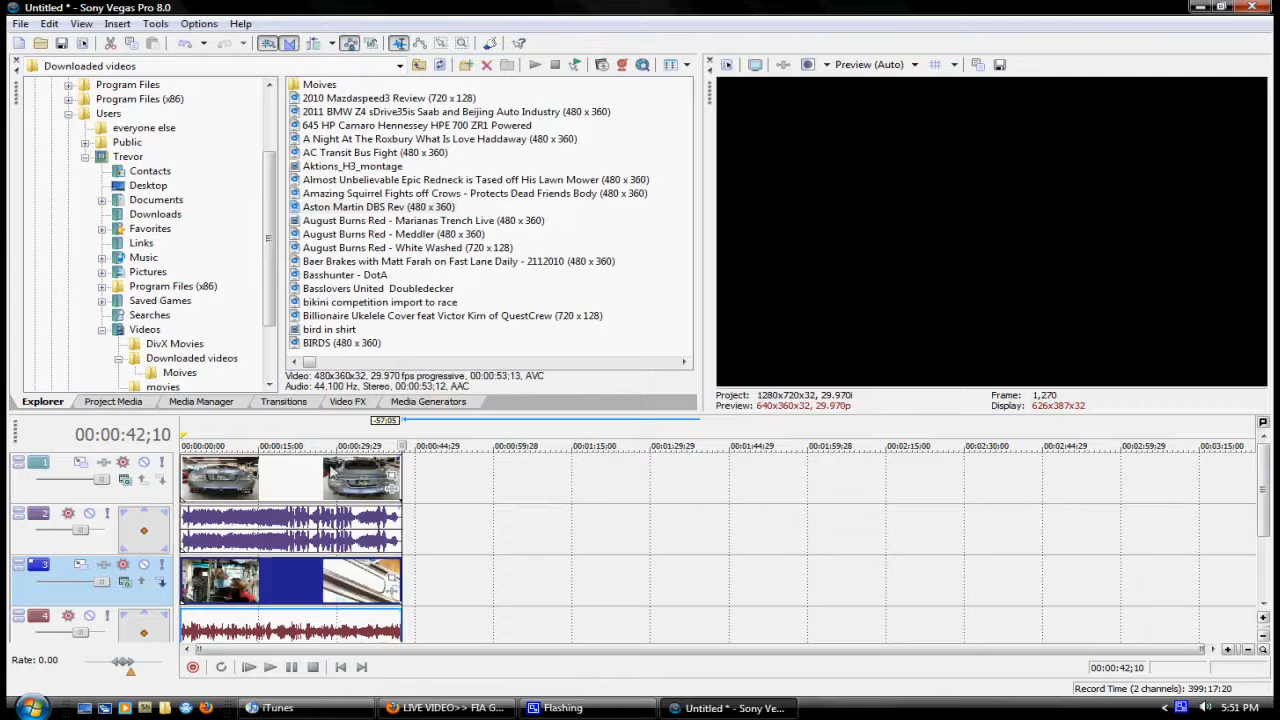 Untitled * - Sony Vegas Pro 8.0
File Edit View Insert Tools Options Help
Downloaded videos
Preview (Auto)
Program Files
Program Files (x86)
Users
everyone else
Public
Trevor
Contacts
Desktop
Documents
Downloads
Favorites
Links
Music
Pictures
Program Files (x86)
Saved Games
Searches
Videos
DivX Movies
Downloaded videos
Moives
movies
Moives
2010 Mazdaspeed3 Review (720 x 128)
2011 BMW Z4 sDrive35is Saab and Beijing Auto Industry (480 x 360)
645 HP Camaro Hennessey HPE 700 ZR1 Powered
A Night At The Roxbury What Is Love Haddaway (480 x 360)
AC Transit Bus Fight (480 x 360)
Aktions_H3_montage
Almost Unbelievable Epic Redneck is Tased off His Lawn Mower (480 x 360)
Amazing Squirrel Fights off Crows - Protects Dead Friends Body (480 x 360)
Aston Martin DBS Rev (480 x 360)
August Burns Red - Marianas Trench Live (480 x 360)
August Burns Red - Meddler (480 x 360)
August Burns Red - White Washed (720 x 128)
Baer Brakes with Matt Farah on Fast Lane Daily - 2112010 (480 x 360)
Basshunter - DotA
Basslovers United  Doubledecker
bikini competition import to race
Billionaire Ukelele Cover feat Victor Kim of QuestCrew (720 x 128)
bird in shirt
BIRDS (480 x 360)
Video: 480x360x32, 29.970 fps progressive, 00:00:53;13, AVC
Audio: 44,100 Hz, Stereo, 00:00:53;12, AAC
Explorer Project Media Media Manager Transitions Video FX Media Generators
Project: 1280x720x32, 29.970i Frame: 1,270
Preview: 640x360x32, 29.970p Display: 626x387x32
-57;05
00:00:42;10
00:00:00;00 00:00:15;00 00:00:29;29 00:00:44;29 00:00:59;28 00:01:15;00 00:01:29;29 00:01:44;29 00:01:59;28 00:02:15;00 00:02:29;29 00:02:44;29 00:02:59;28 00:03:15;0
1
2
3
4
Rate: 0.00
00:00:42;10
Record Time (2 channels): 399:17:20
iTunes LIVE VIDEO>> FIA G... Flashing Untitled * - Sony Ve... 5:51 PM